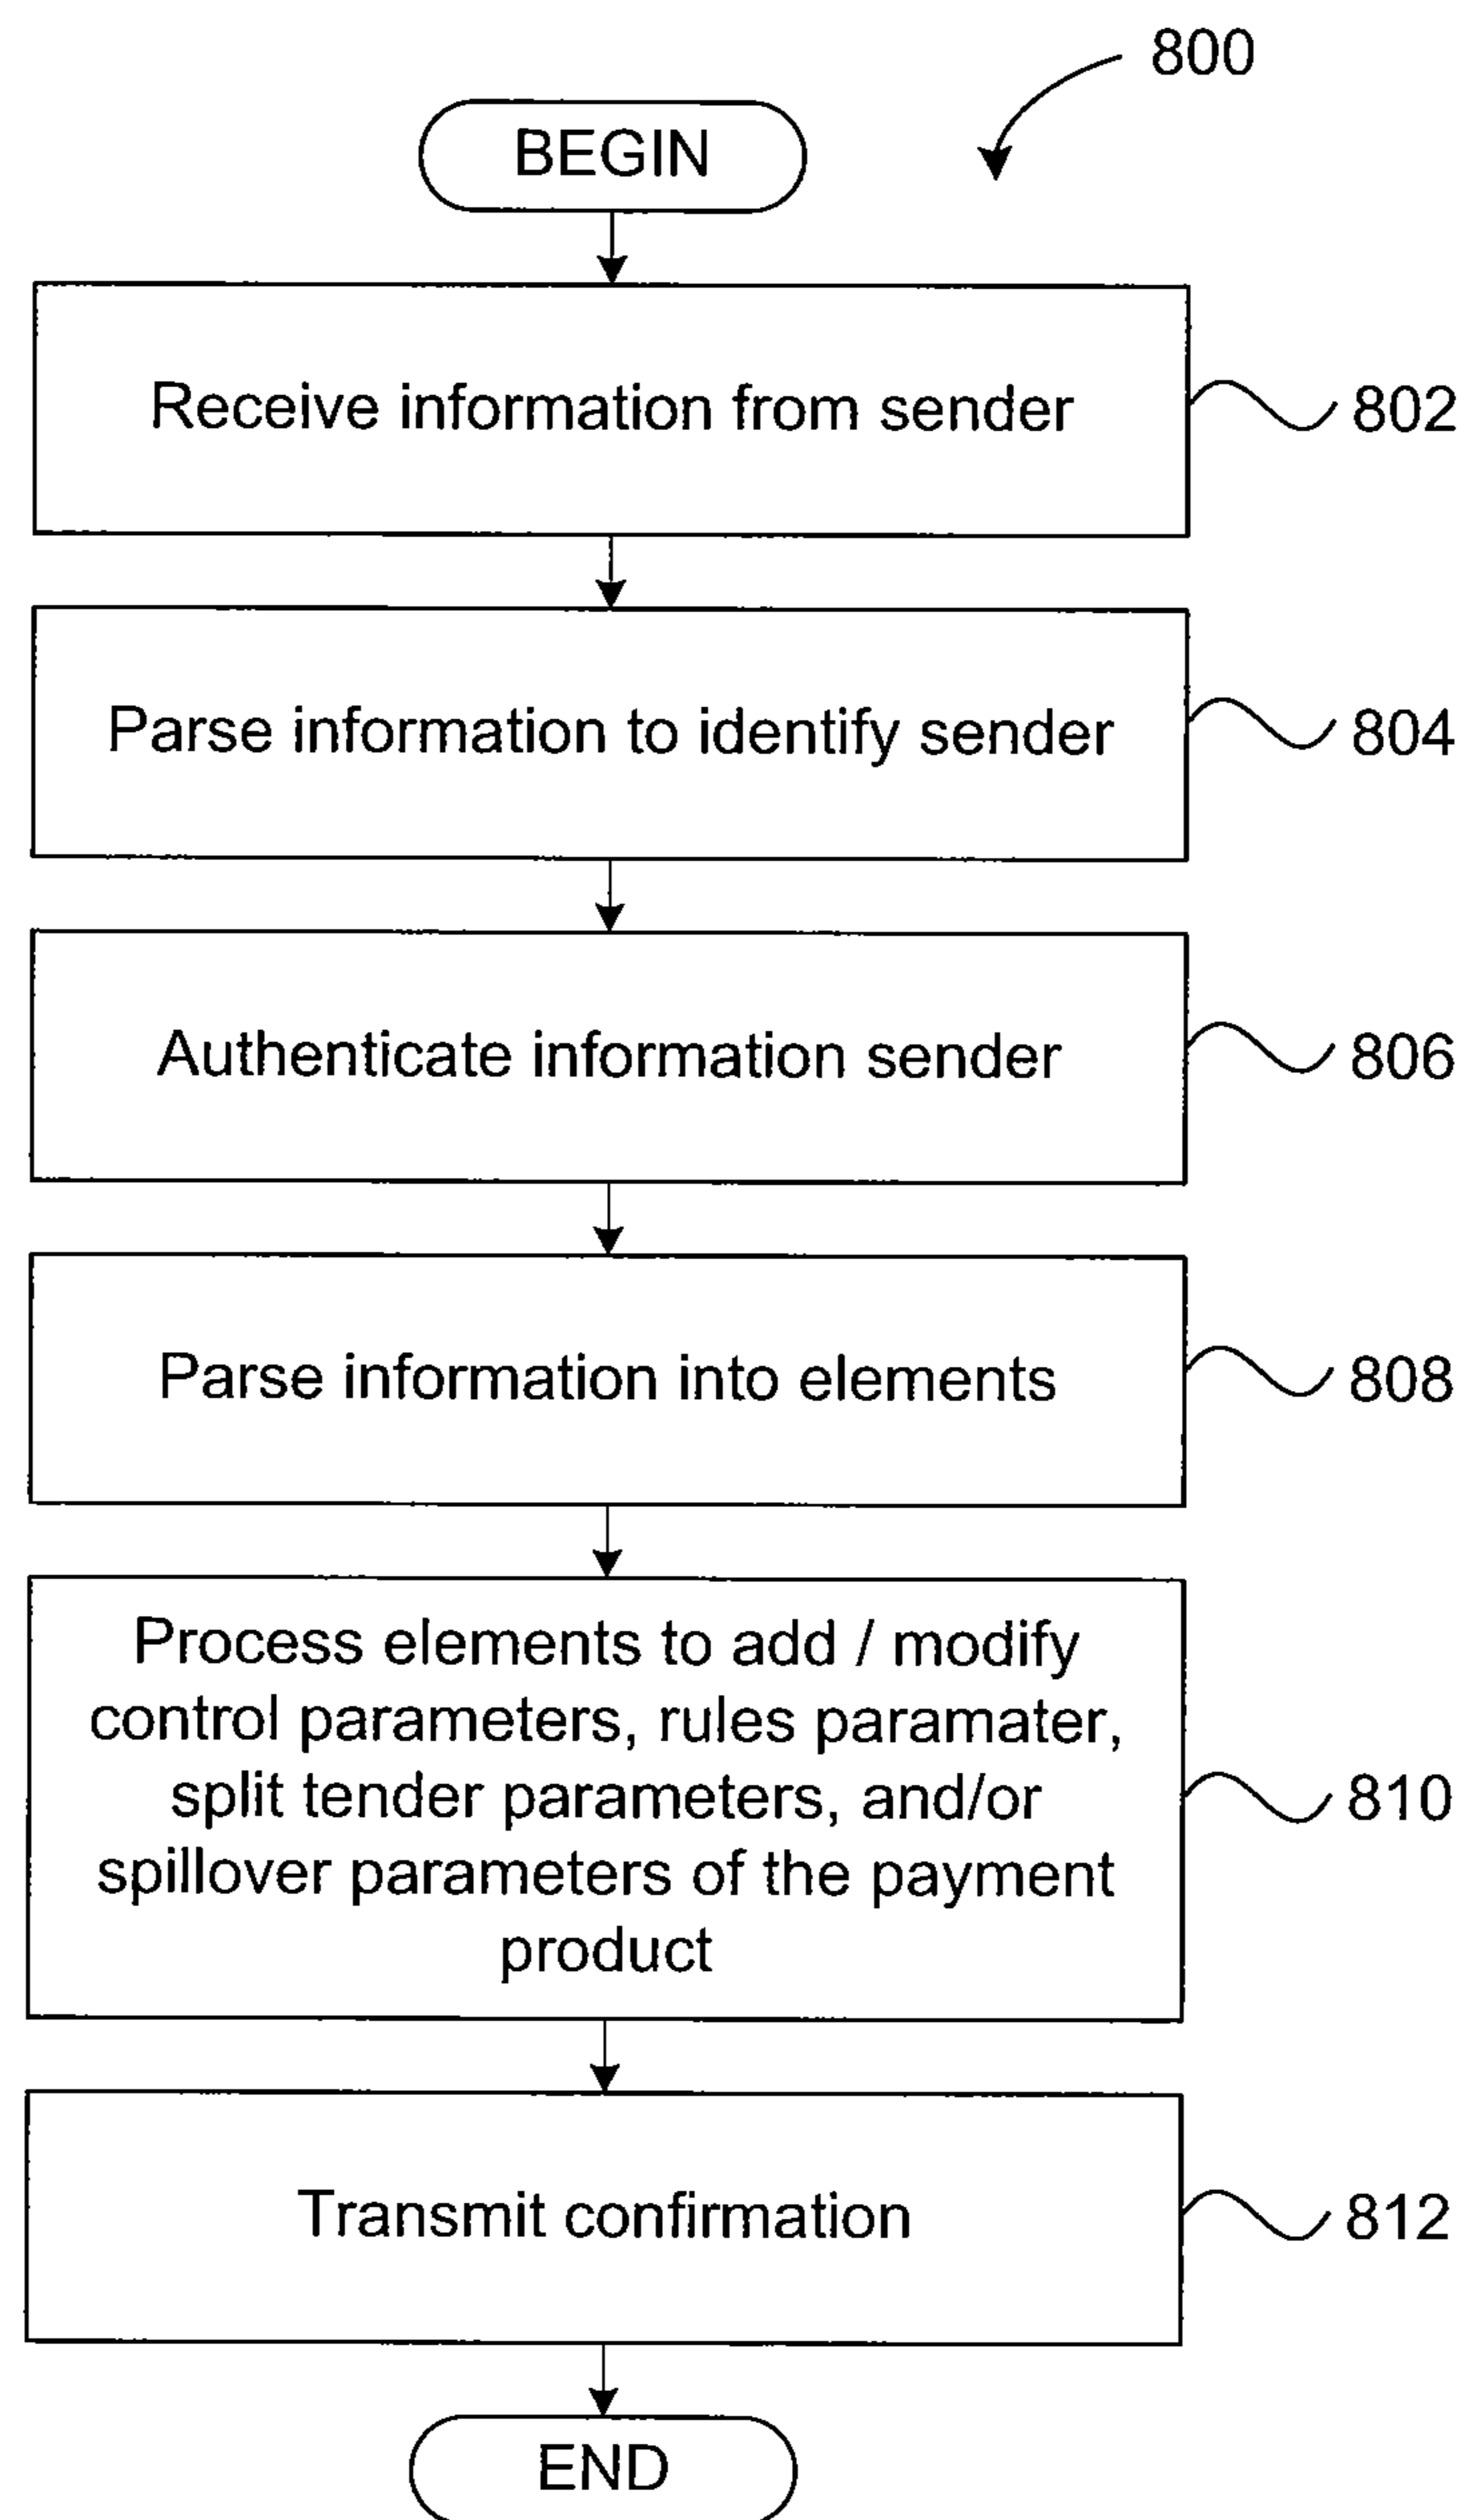 800
BEGIN
Receive information from sender
802
Parse information to identify sender
804
Authenticate information sender
806
Parse information into elements
808
Process elements to add / modify
control parameters, rules paramater,
split tender parameters, and/or
spillover parameters of the payment
product
810
Transmit confirmation
812
END